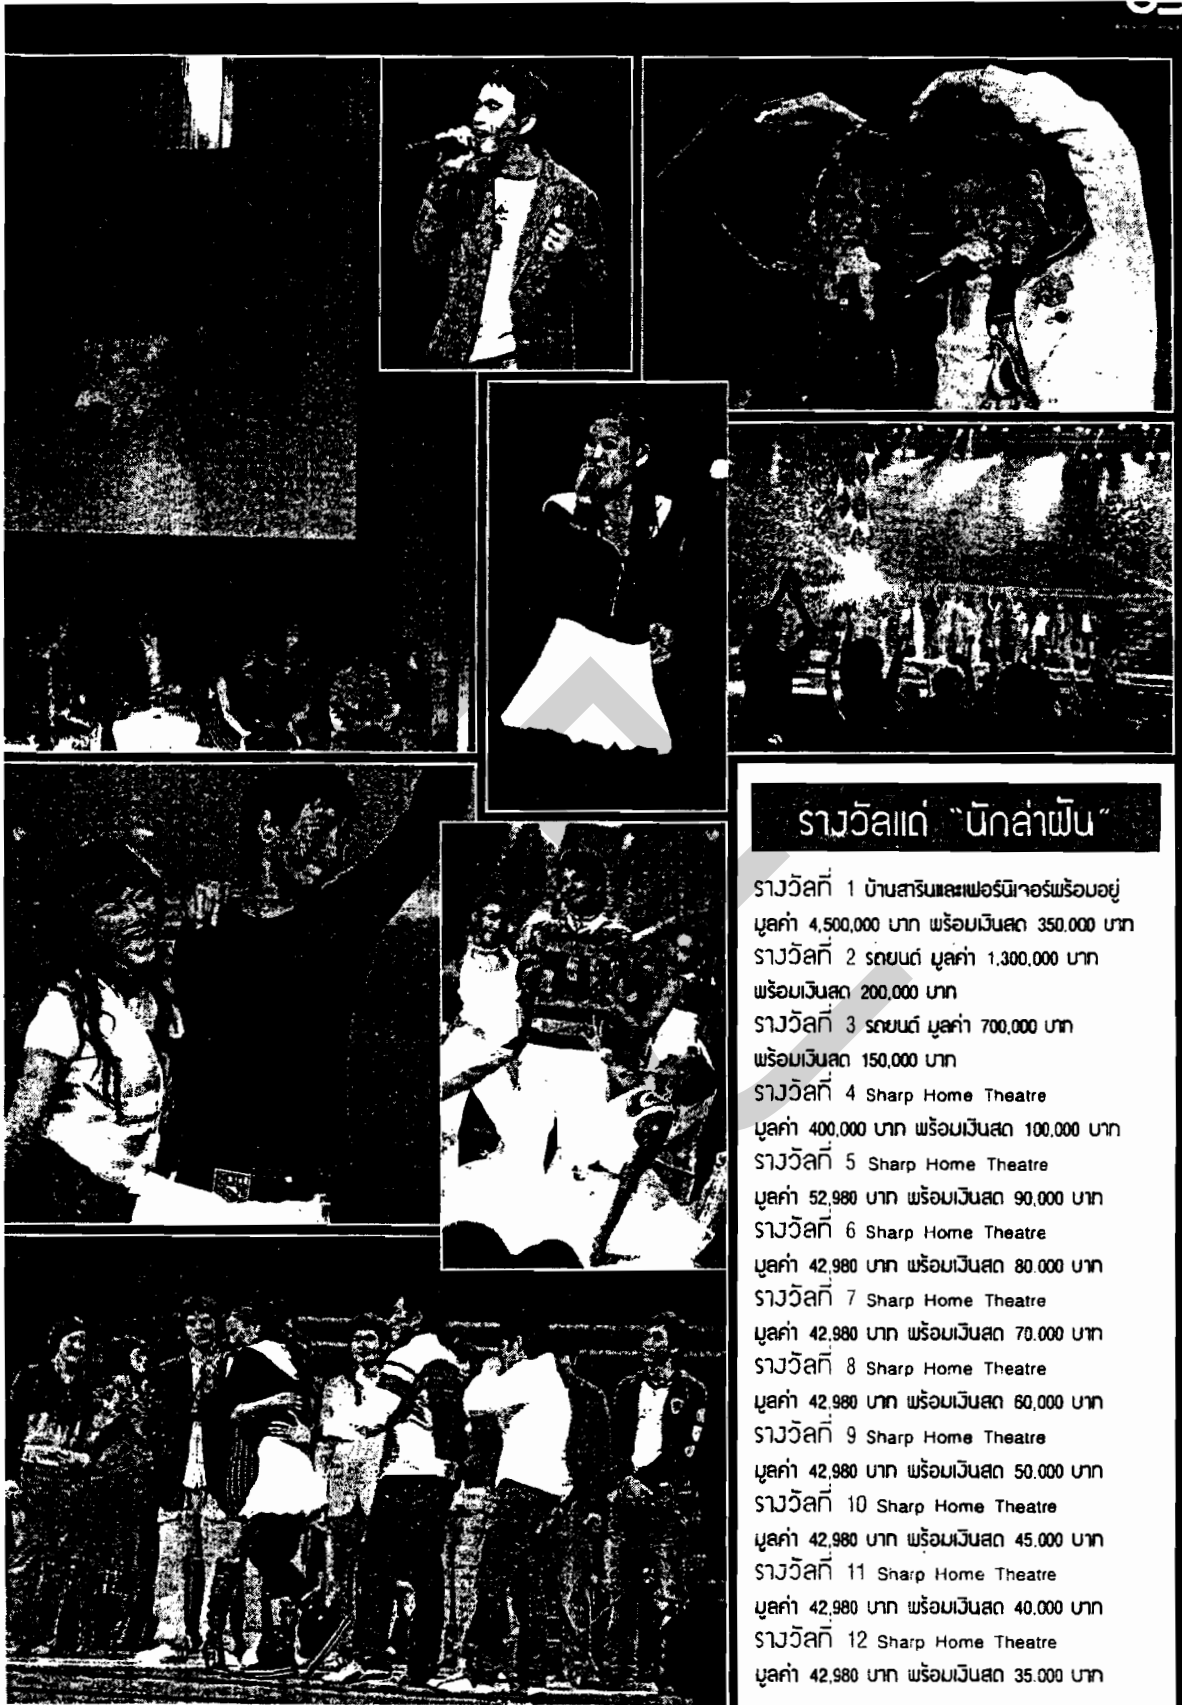 รางวัลแด่ "นักล่าฝัน"
รางวัลที่ 1 บ้านสารินและเฟอร์นิเจอร์พร้อมอยู่
มูลค่า 4,500,000 บาท พร้อมเงินสด 350.000 บาท
รางวัลที่ 2 รถยนต์ มูลค่า 1,300,000 บาท
พร้อมเงินสด 200,000 บาท
รางวัลที่ 3 รถยนต์ มูลค่า 700,000 บาท
พร้อมเงินสด 150,000 บาท
รางวัลที่ 4 Sharp Home Theatre
มูลค่า 400,000 บาท พร้อมเงินสด 100,000 บาท
รางวัลที่ 5 Sharp Home Theatre
มูลค่า 52,980 บาท พร้อมเงินสด 90,000 บาท
รางวัลที่ 6 Sharp Home Theatre
มูลค่า 42,980 บาท พร้อมเงินสด 80.000 บาท
รางวัลที่ 7 Sharp Home Theatre
มูลค่า 42,980 บาท พร้อมเงินสด 70.000 บาท
รางวัลที่ 8 Sharp Home Theatre
มูลค่า 42,980 บาท พร้อมเงินสด 60,000 บาท
รางวัลที่ 9 Sharp Home Theatre
มูลค่า 42,980 บาท พร้อมเงินสด 50.000 บาท
รางวัลที่ 10 Sharp Home Theatre
มูลค่า 42,980 บาท พร้อมเงินสด 45.000 บาท
รางวัลที่ 11 Sharp Home Theatre
มูลค่า 42,980 บาท พร้อมเงินสด 40.000 บาท
รางวัลที่ 12 Sharp Home Theatre
มูลค่า 42,980 บาท พร้อมเงินสด 35.000 บาท